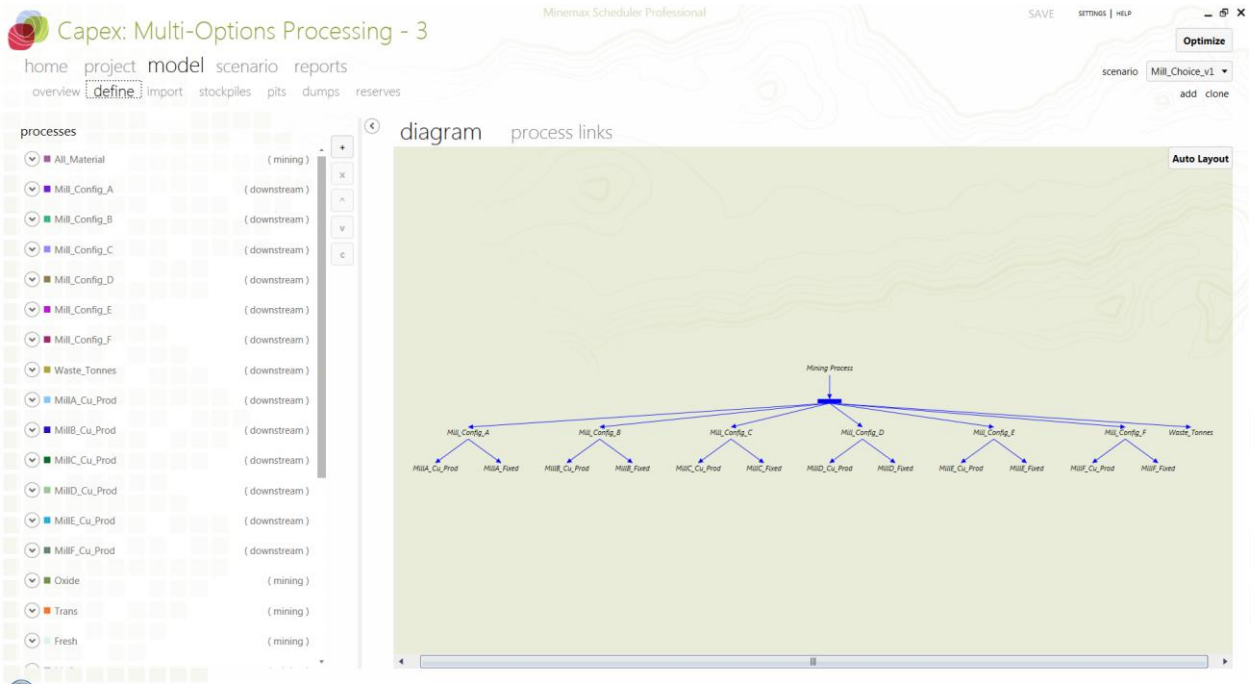 Minemax Scheduler Professional
SAVE SETTINGS | HELP
Capex: Multi-Options Processing - 3
Optimize
home project model scenario reports
scenario Mill_Choice_v1
overview define import stockpiles pits dumps reserves
add clone
processes
diagram process links
Auto Layout
All_Material ( mining )
Mill_Config_A ( downstream )
Mill_Config_B ( downstream )
Mill_Config_C ( downstream )
Mill_Config_D ( downstream )
Mill_Config_E ( downstream )
Mill_Config_F ( downstream )
Waste_Tonnes ( downstream )
MillA_Cu_Prod ( downstream )
MillB_Cu_Prod ( downstream )
MillC_Cu_Prod ( downstream )
MillD_Cu_Prod ( downstream )
MillE_Cu_Prod ( downstream )
MillF_Cu_Prod ( downstream )
Oxide ( mining )
Trans ( mining )
Fresh ( mining )
+
x
^
v
c
Mining Process
Mill_Config_A Mill_Config_B Mill_Config_C Mill_Config_D Mill_Config_E Mill_Config_F Waste_Tonnes
MillA_Cu_Prod MillA_Fixed MillB_Cu_Prod MillB_Fixed MillC_Cu_Prod MillC_Fixed MillD_Cu_Prod MillD_Fixed MillE_Cu_Prod MillE_Fixed MillF_Cu_Prod MillF_Fixed